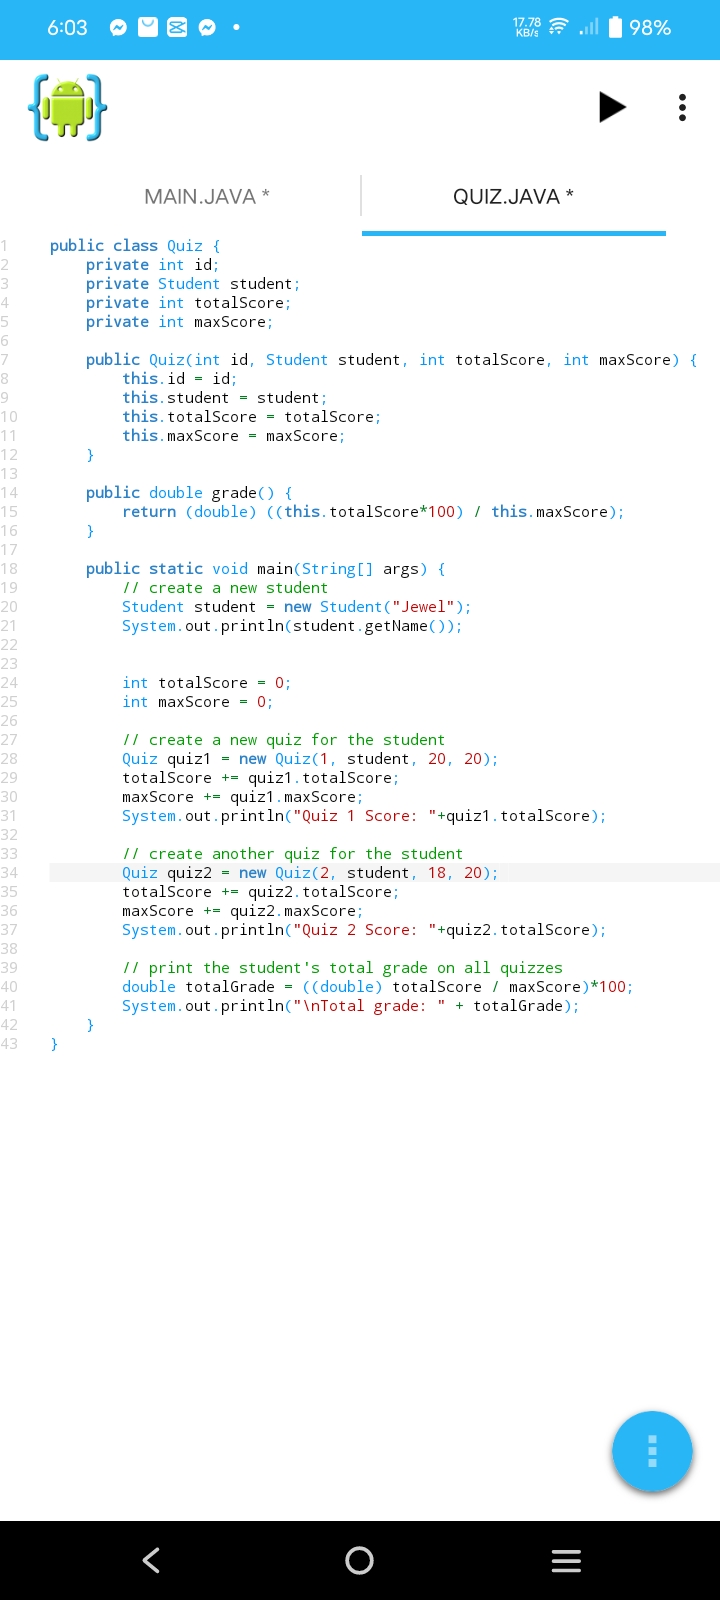 6:03 17.78 KB/s 98%
MAIN.JAVA * QUIZ.JAVA *
1 public class Quiz {
2     private int id;
3     private Student student;
4     private int totalScore;
5     private int maxScore;
6
7     public Quiz(int id, Student student, int totalScore, int maxScore) {
8         this.id = id;
9         this.student = student;
10         this.totalScore = totalScore;
11         this.maxScore = maxScore;
12     }
13
14     public double grade() {
15         return (double) ((this.totalScore*100) / this.maxScore);
16     }
17
18     public static void main(String[] args) {
19         // create a new student
20         Student student = new Student("Jewel");
21         System.out.println(student.getName());
22
23
24         int totalScore = 0;
25         int maxScore = 0;
26
27         // create a new quiz for the student
28         Quiz quiz1 = new Quiz(1, student, 20, 20);
29         totalScore += quiz1.totalScore;
30         maxScore += quiz1.maxScore;
31         System.out.println("Quiz 1 Score: "+quiz1.totalScore);
32
33         // create another quiz for the student
34         Quiz quiz2 = new Quiz(2, student, 18, 20);
35         totalScore += quiz2.totalScore;
36         maxScore += quiz2.maxScore;
37         System.out.println("Quiz 2 Score: "+quiz2.totalScore);
38
39         // print the student's total grade on all quizzes
40         double totalGrade = ((double) totalScore / maxScore)*100;
41         System.out.println("\nTotal grade: " + totalGrade);
42     }
43 }